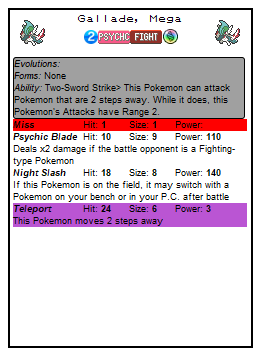 Gallade, Mega
2 PSYCHC FIGHT
Evolutions:
Forms: None
Ability: Two-Sword Strike> This Pokemon can attack
Pokemon that are 2 steps away. While it does, this
Pokemon's Attacks have Range 2.
Miss Hit: 1 Size: 1 Power:
Psychic Blade Hit: 10 Size: 9 Power: 110
Deals x2 damage if the battle opponent is a Fighting-
type Pokemon
Night Slash Hit: 18 Size: 8 Power: 140
If this Pokemon is on the field, it may switch with a
Pokemon on your bench or in your P.C. after battle
Teleport Hit: 24 Size: 6 Power: 3
This Pokemon moves 2 steps away